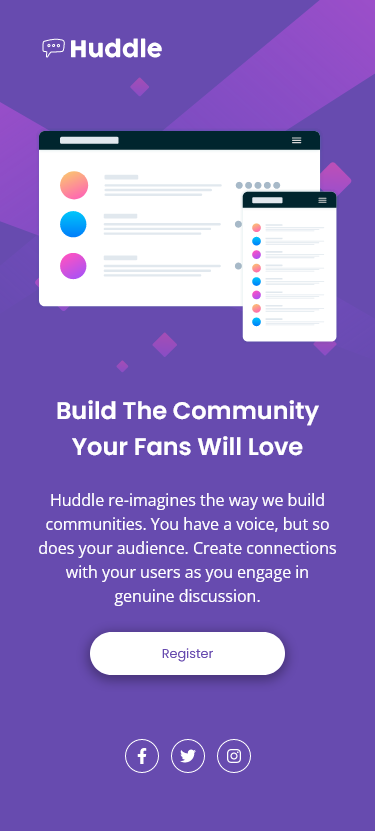 Huddle
Build The Community
Your Fans Will Love
Huddle re-imagines the way we build
communities. You have a voice, but so
does your audience. Create connections
with your users as you engage in
genuine discussion.
Register